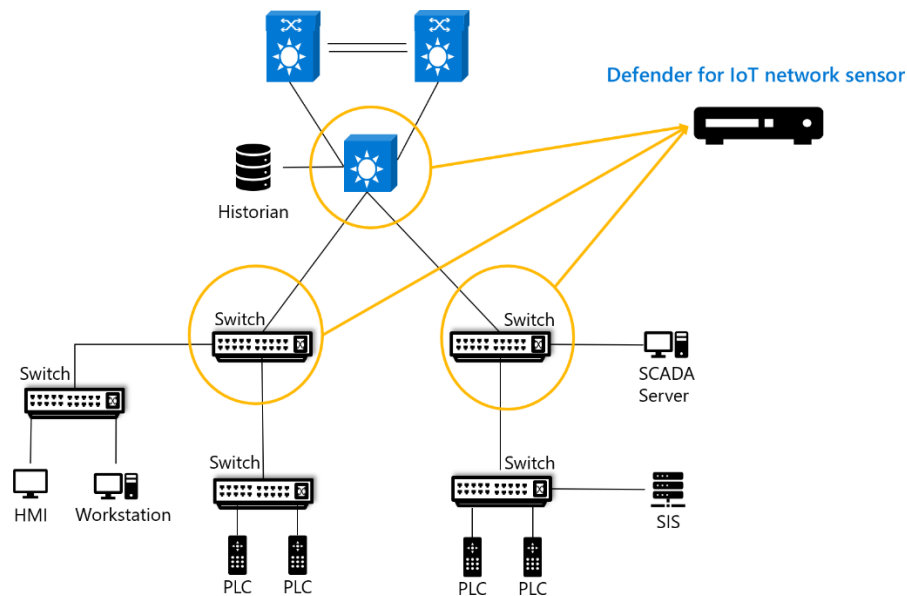 Defender for IoT network sensor
Historian
Switch
Switch
Switch
SCADA
Server
Switch
Switch
HMI
Workstation
SIS
PLC
PLC
PLC
PLC